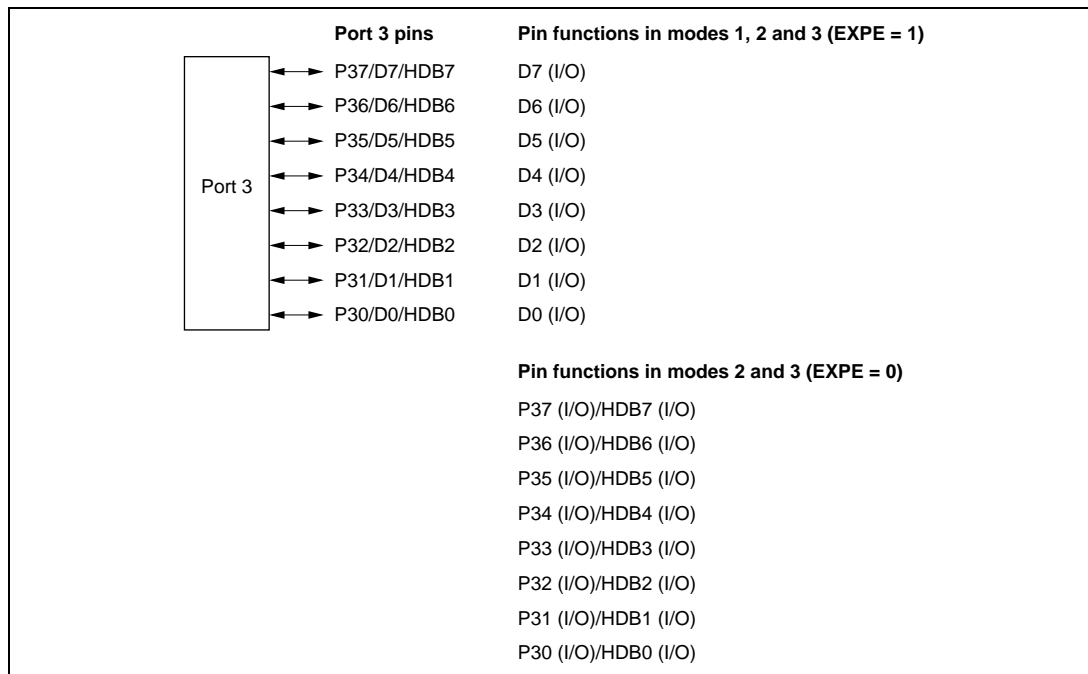 Port 3 pins Pin functions in modes 1, 2 and 3 (EXPE = 1)
P37/D7/HDB7 D7 (I/O)
P36/D6/HDB6 D6 (I/O)
P35/D5/HDB5 D5 (I/O)
P34/D4/HDB4 D4 (I/O)
Port 3
P33/D3/HDB3 D3 (I/O)
P32/D2/HDB2 D2 (I/O)
P31/D1/HDB1 D1 (I/O)
P30/D0/HDB0 D0 (I/O)
Pin functions in modes 2 and 3 (EXPE = 0)
P37 (I/O)/HDB7 (I/O)
P36 (I/O)/HDB6 (I/O)
P35 (I/O)/HDB5 (I/O)
P34 (I/O)/HDB4 (I/O)
P33 (I/O)/HDB3 (I/O)
P32 (I/O)/HDB2 (I/O)
P31 (I/O)/HDB1 (I/O)
P30 (I/O)/HDB0 (I/O)